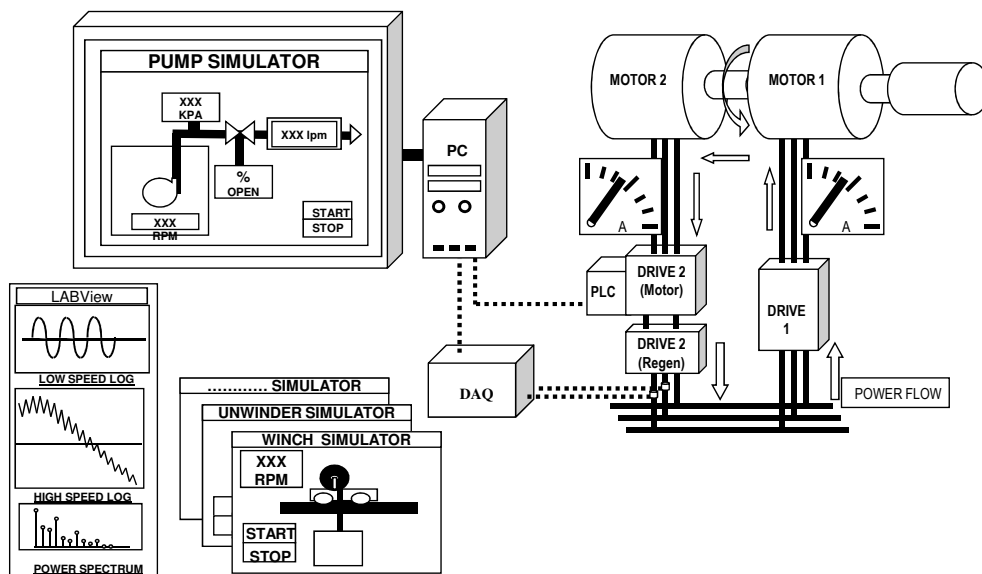 PUMP SIMULATOR
XXX
KPA
XXX lpm
%
OPEN
XXX
RPM
START
STOP
PC
MOTOR 2
MOTOR 1
A
A
PLC
DRIVE 2
(Motor)
DRIVE 2
(Regen)
DRIVE
1
POWER FLOW
DAQ
LABView
LOW SPEED LOG
HIGH SPEED LOG
POWER SPECTRUM
............ SIMULATOR
UNWINDER SIMULATOR
WINCH SIMULATOR
XXX
RPM
START
STOP